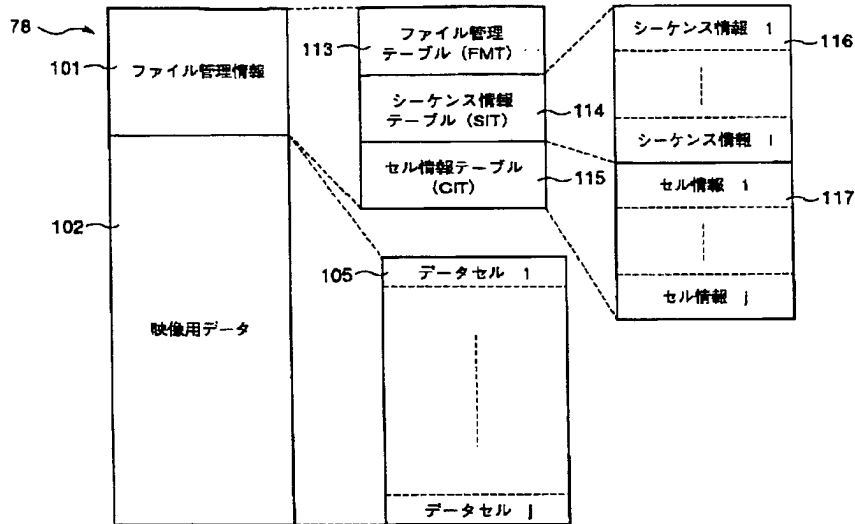 78
101
ファイル管理情報
102
映像用データ
113
ファイル管理
テーブル (FMT)
シーケンス情報
テーブル (SIT)
114
セル情報テーブル
(CIT)
115
シーケンス情報 1
116
シーケンス情報 i
セル情報 1
117
セル情報 j
105
データセル 1
データセル j